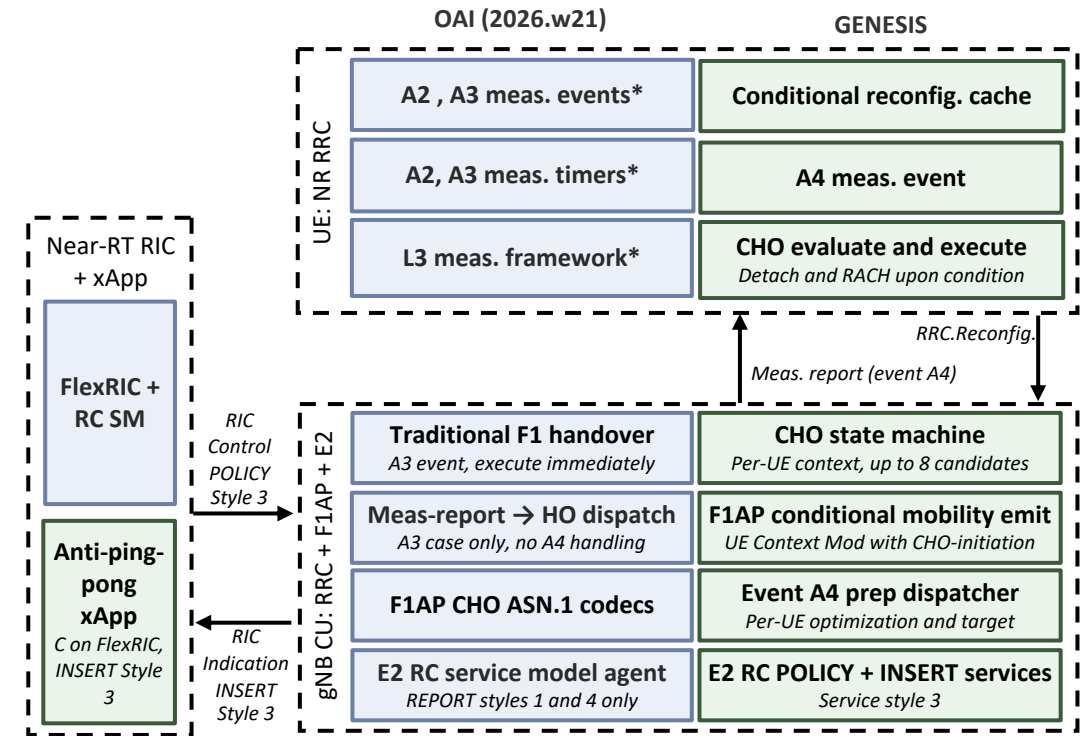 OAI (2026.w21)
GENESIS
UE: NR RRC
A2 , A3 meas. events*
Conditional reconfig. cache
A2, A3 meas. timers*
A4 meas. event
L3 meas. framework*
CHO evaluate and execute
Detach and RACH upon condition
Near-RT RIC
+ xApp
FlexRIC +
RC SM
Anti-ping-
pong
xApp
C on FlexRIC,
INSERT Style
3
RIC
Control
POLICY
Style 3
RIC
Indication
INSERT
Style 3
RRC.Reconfig.
Meas. report (event A4)
gNB CU: RRC + F1AP + E2
Traditional F1 handover
A3 event, execute immediately
CHO state machine
Per-UE context, up to 8 candidates
Meas-report → HO dispatch
A3 case only, no A4 handling
F1AP conditional mobility emit
UE Context Mod with CHO-initiation
F1AP CHO ASN.1 codecs
Event A4 prep dispatcher
Per-UE optimization and target
E2 RC service model agent
REPORT styles 1 and 4 only
E2 RC POLICY + INSERT services
Service style 3